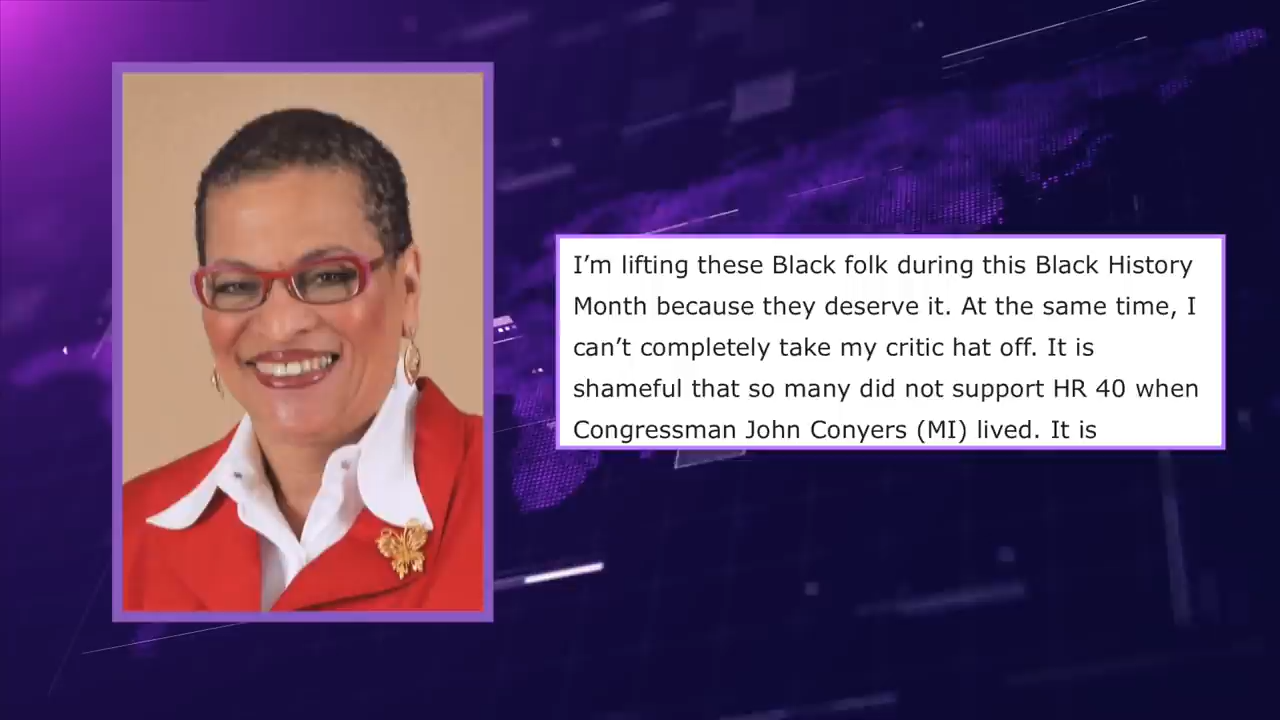 I’m lifting these Black folk during this Black History
Month because they deserve it. At the same time, I
can’t completely take my critic hat off. It is
shameful that so many did not support HR 40 when
Congressman John Conyers (MI) lived. It is